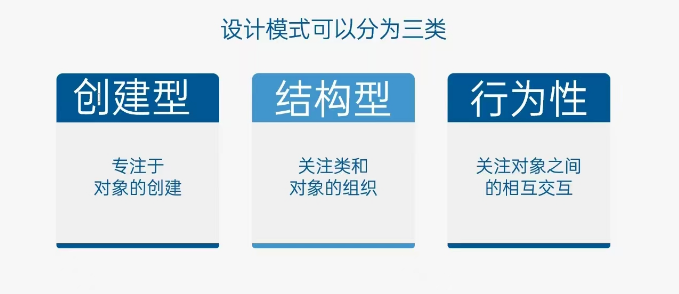 设计模式可以分为三类
创建型
专注于
对象的创建
结构型
关注类和
对象的组织
行为性
关注对象之间
的相互交互